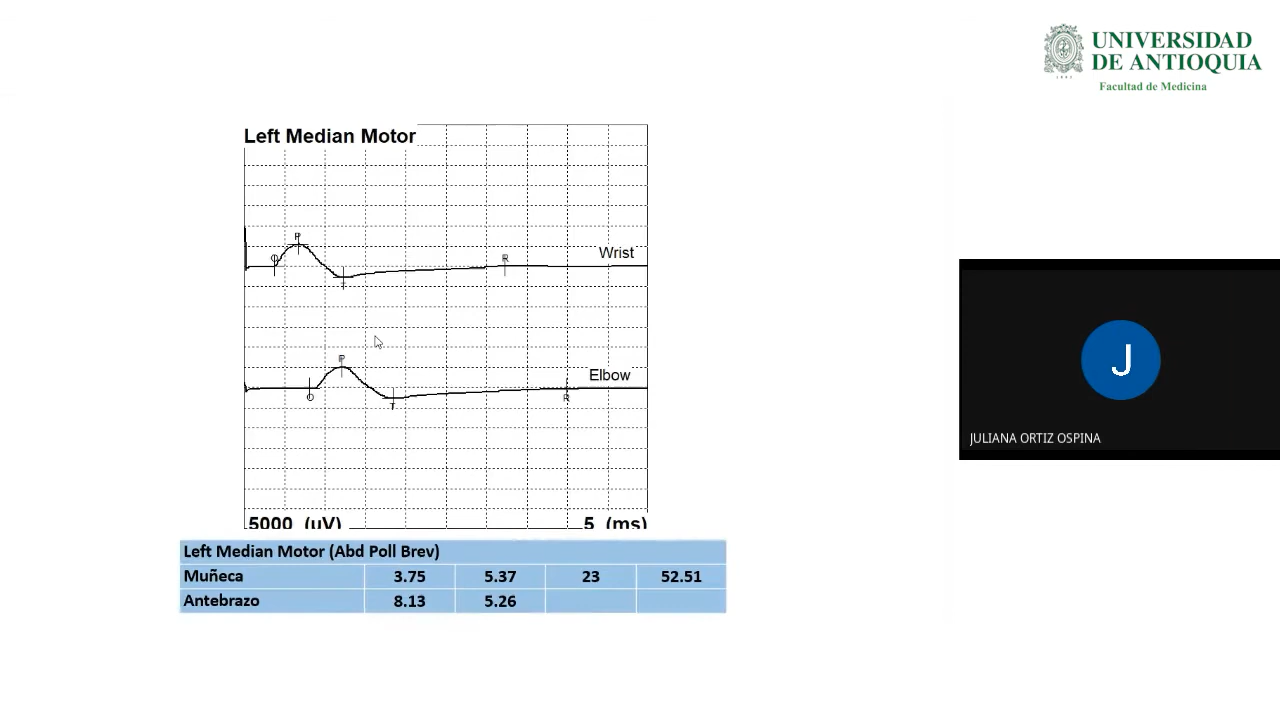 UNIVERSIDAD
DE ANTIOQUIA
1803
Facultad de Medicina
Left Median Motor
P
O
R
Wrist
T
P
Elbow
O
T
R
5000 (uV)
5 (ms)
J
JULIANA ORTIZ OSPINA
Left Median Motor (Abd Poll Brev)
Muñeca 3.75 5.37 23 52.51
Antebrazo 8.13 5.26